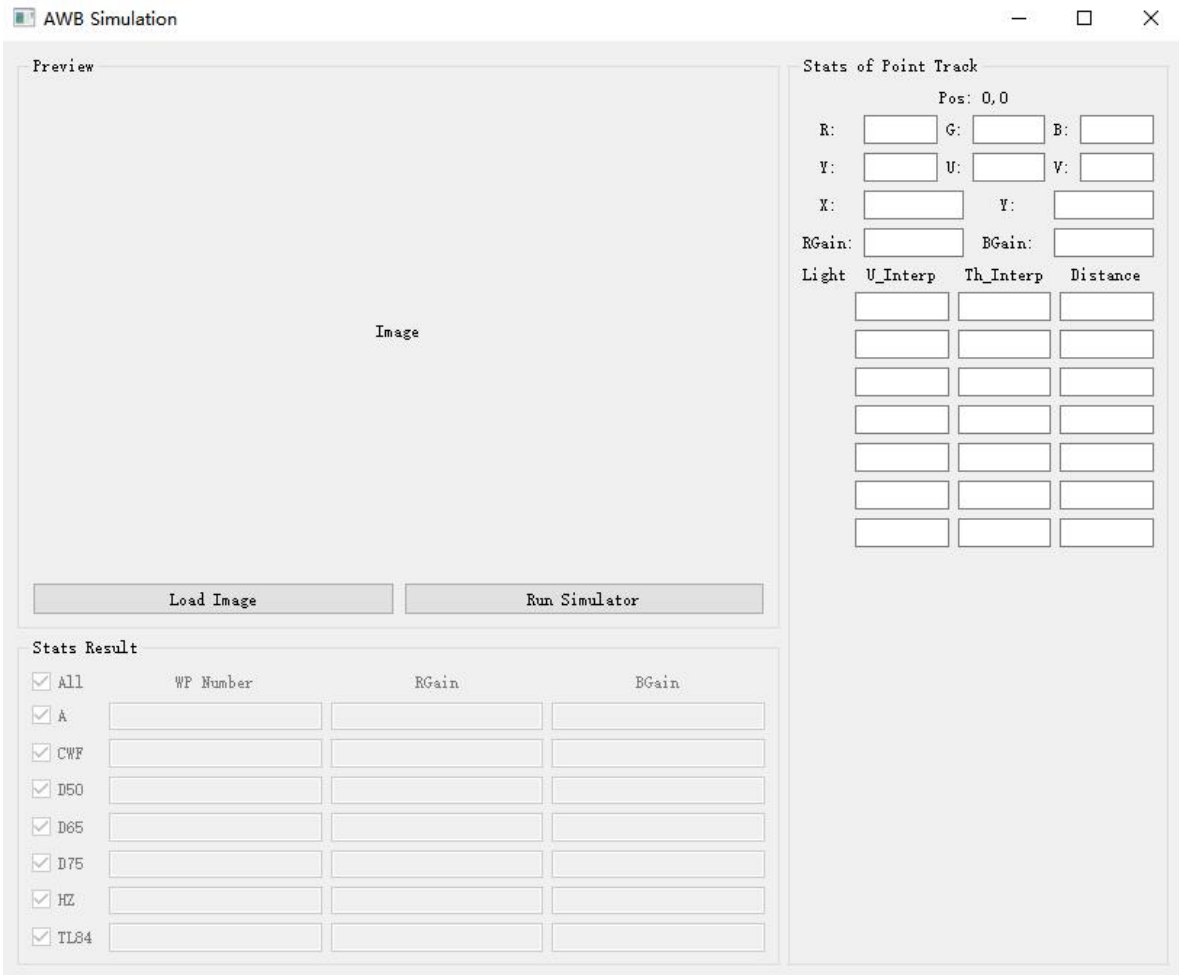 AWB Simulation
Preview
Image
Load Image Run Simulator
Stats Result
All WP Number RGain BGain
A
CWF
D50
D65
D75
HZ
TL84
Stats of Point Track
Pos: 0,0
R: G: B:
Y: U: V:
X: Y:
RGain: BGain:
Light U_Interp Th_Interp Distance